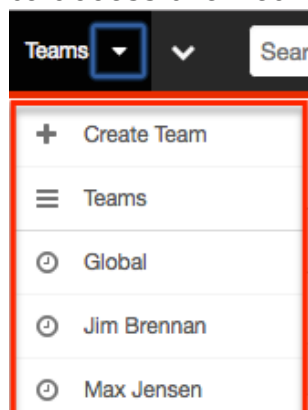 Teams
Sear
Create Team
Teams
Global
Jim Brennan
Max Jensen